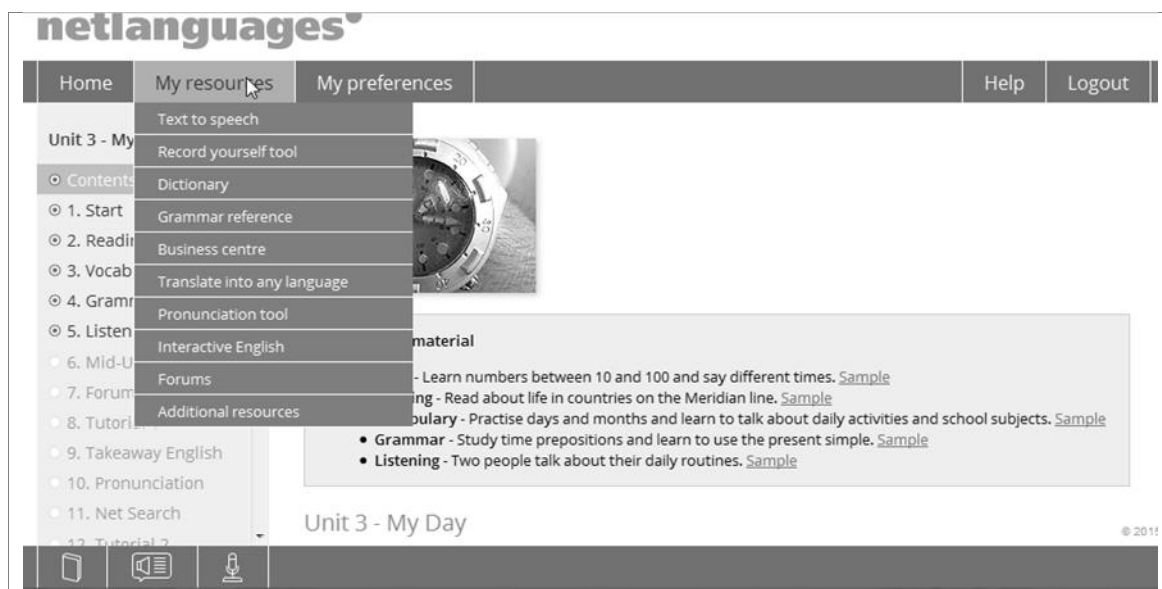 netlanguages
Home My resources My preferences Help Logout
Text to speech
Record yourself tool
Dictionary
Grammar reference
Business centre
Translate into any language
Pronunciation tool
Interactive English
Forums
Additional resources
Unit 3 - My
Contents
1. Start
2. Readin
3. Vocab
4. Gramm
5. Listen
6. Mid-U
7. Forum
8. Tutori
9. Takeaway English
10. Pronunciation
11. Net Search
12. Tutorial 2
material
- Learn numbers between 10 and 100 and say different times. Sample
ing - Read about life in countries on the Meridian line. Sample
bulary - Practise days and months and learn to talk about daily activities and school subjects. Sample
Grammar - Study time prepositions and learn to use the present simple. Sample
Listening - Two people talk about their daily routines. Sample
Unit 3 - My Day
© 2015